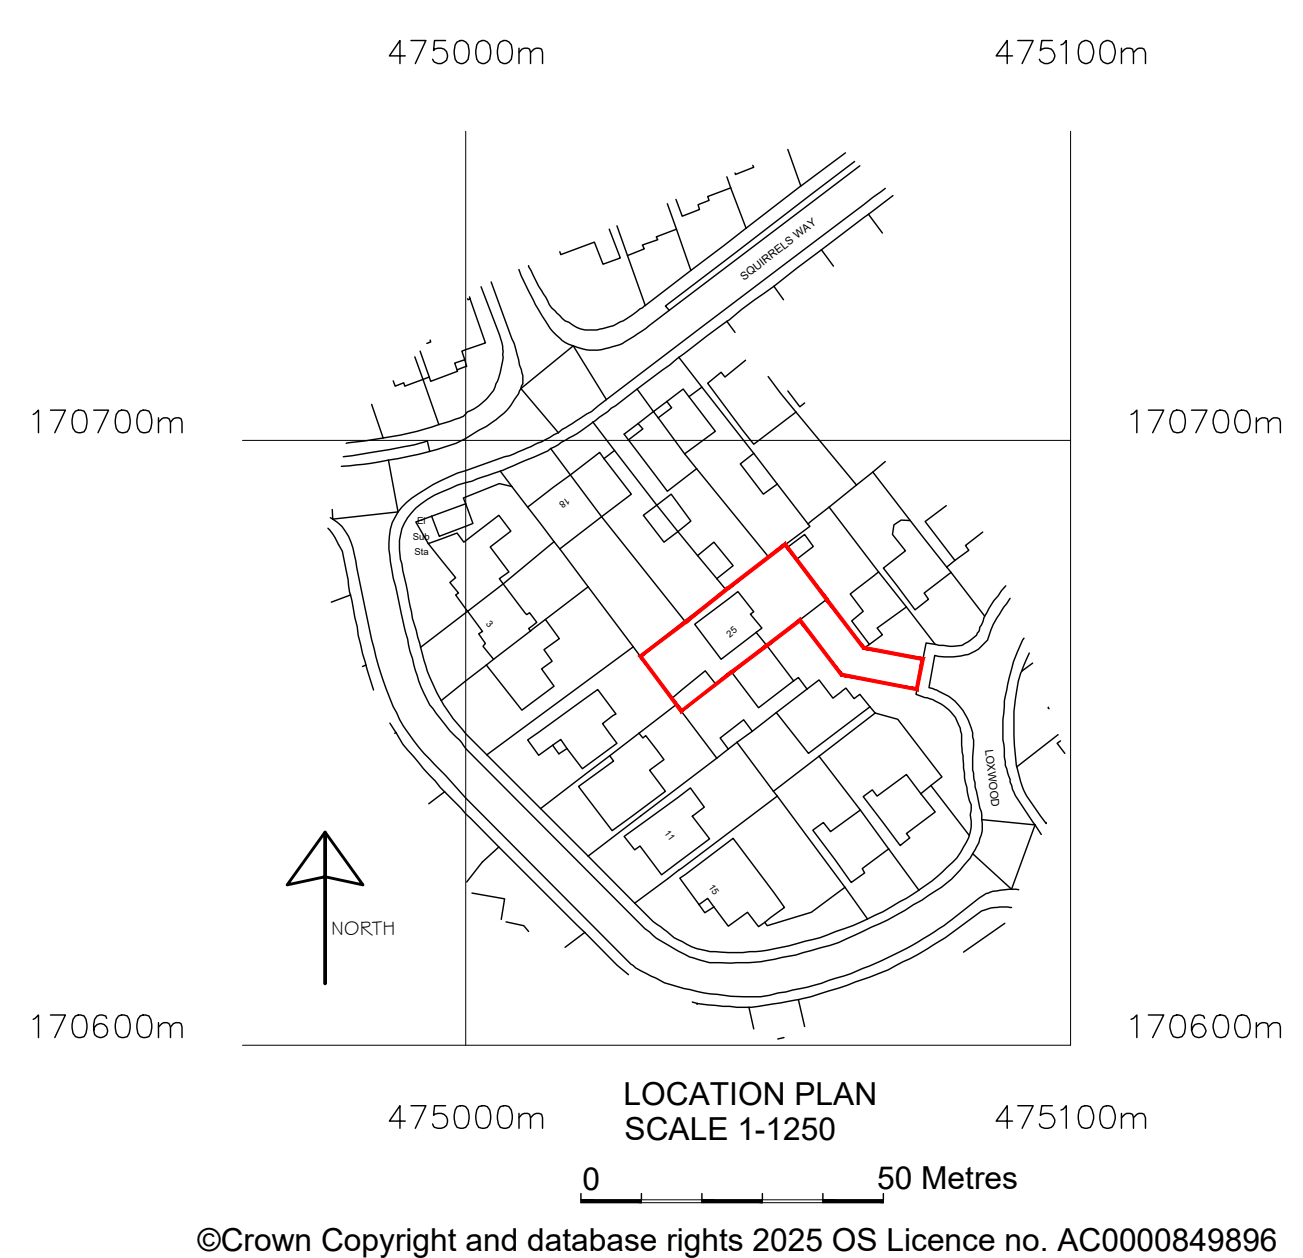 475000m
475100m
SQUIRRELS WAY
170700m
170700m
18
El
Sub
Sta
3
25
LOXWOOD
11
15
NORTH
170600m
170600m
LOCATION PLAN
475000m
475100m
SCALE 1-1250
0
50 Metres
©Crown Copyright and database rights 2025 OS Licence no. AC0000849896